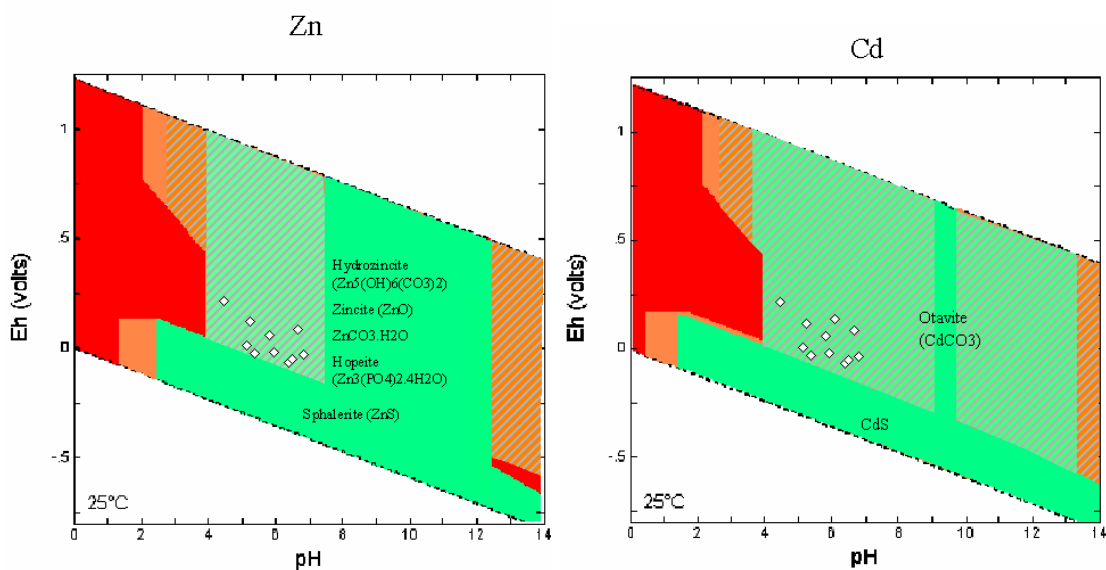 Zn
Eh (volts)
1
.5
0
-.5
Hydrozincite
(Zn5(OH)6(CO3)2)
Zincite (ZnO)
ZnCO3.H2O
Hopeite
(Zn3(PO4)2.4H2O)
Sphalerite (ZnS)
25°C
0 2 4 6 8 10 12 14
pH
Cd
Eh (volts)
1
.5
0
-.5
Otavite
(CdCO3)
CdS
25°C
0 2 4 6 8 10 12 14
pH